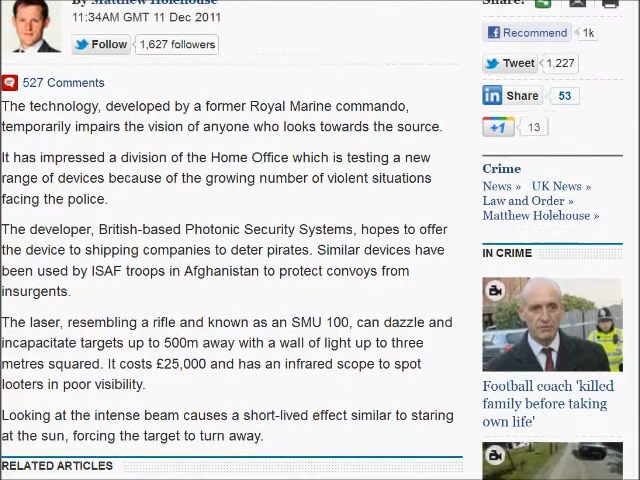 By Matthew Holehouse
11:34AM GMT 11 Dec 2011
Follow
1,627 followers
527 Comments
The technology, developed by a former Royal Marine commando,
temporarily impairs the vision of anyone who looks towards the source.
It has impressed a division of the Home Office which is testing a new
range of devices because of the growing number of violent situations
facing the police.
The developer, British-based Photonic Security Systems, hopes to offer
the device to shipping companies to deter pirates. Similar devices have
been used by ISAF troops in Afghanistan to protect convoys from
insurgents.
The laser, resembling a rifle and known as an SMU 100, can dazzle and
incapacitate targets up to 500m away with a wall of light up to three
metres squared. It costs £25,000 and has an infrared scope to spot
looters in poor visibility.
Looking at the intense beam causes a short-lived effect similar to staring
at the sun, forcing the target to turn away.
RELATED ARTICLES
Share:
Recommend 1k
Tweet 1,227
Share 53
+1 13
Crime
News » UK News »
Law and Order »
Matthew Holehouse »
IN CRIME
Football coach 'killed
family before taking
own life'